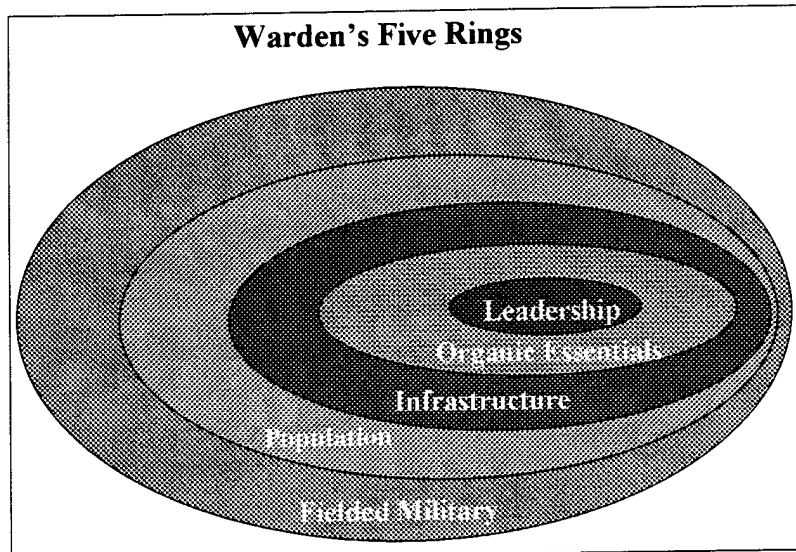 Warden's Five Rings
Leadership
Organic Essentials
Infrastructure
Population
Fielded Military